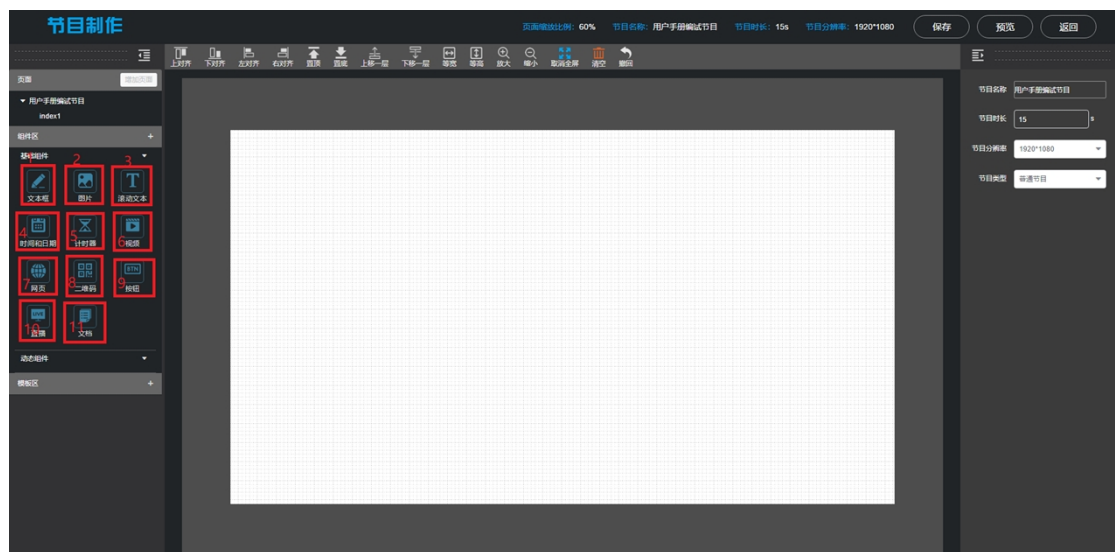 节目制作
页面缩放比例: 60% 节目名称: 用户手册编试节目 节目时长: 15s 节目分辨率: 1920*1080 保存 预览 返回
上对齐 下对齐 左对齐 右对齐 置顶 置底 上移一层 下移一层 等宽 等高 放大 缩小 取消全屏 清空 撤回
页面 增加页面
用户手册编试节目
index1
组件区 +
基础组件
1 2 3
文本框 图片 滚动文本
4 5 6
时间和日期 计时器 视频
7 8 9 BTN
网页 二维码 按钮
LIVE
10 11
直播 文档
动态组件
模板区 +
节目名称 用户手册编试节目
节目时长 15 s
节目分辨率 1920*1080
节目类型 普通节目